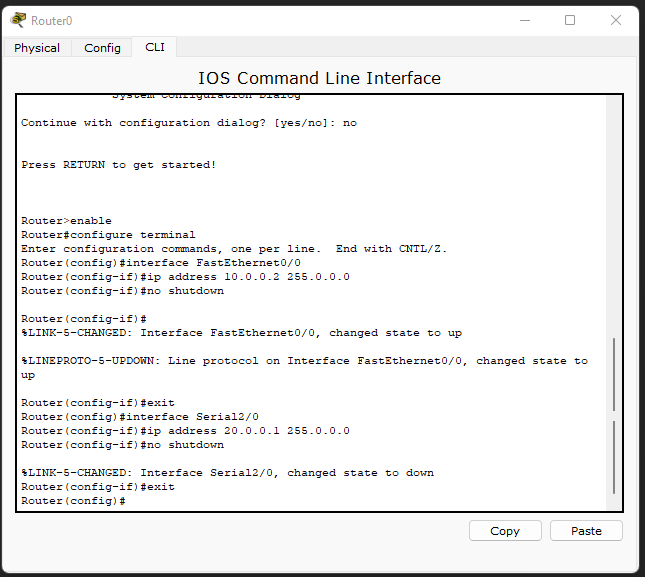 Router0
Physical
Config
CLI
IOS Command Line Interface
System Configuration Dialog
Continue with configuration dialog? [yes/no]: no
Press RETURN to get started!
Router>enable
Router#configure terminal
Enter configuration commands, one per line.  End with CNTL/Z.
Router(config)#interface FastEthernet0/0
Router(config-if)#ip address 10.0.0.2 255.0.0.0
Router(config-if)#no shutdown
Router(config-if)#
%LINK-5-CHANGED: Interface FastEthernet0/0, changed state to up
%LINEPROTO-5-UPDOWN: Line protocol on Interface FastEthernet0/0, changed state to
up
Router(config-if)#exit
Router(config)#interface Serial2/0
Router(config-if)#ip address 20.0.0.1 255.0.0.0
Router(config-if)#no shutdown
%LINK-5-CHANGED: Interface Serial2/0, changed state to down
Router(config-if)#exit
Router(config)#
Copy
Paste